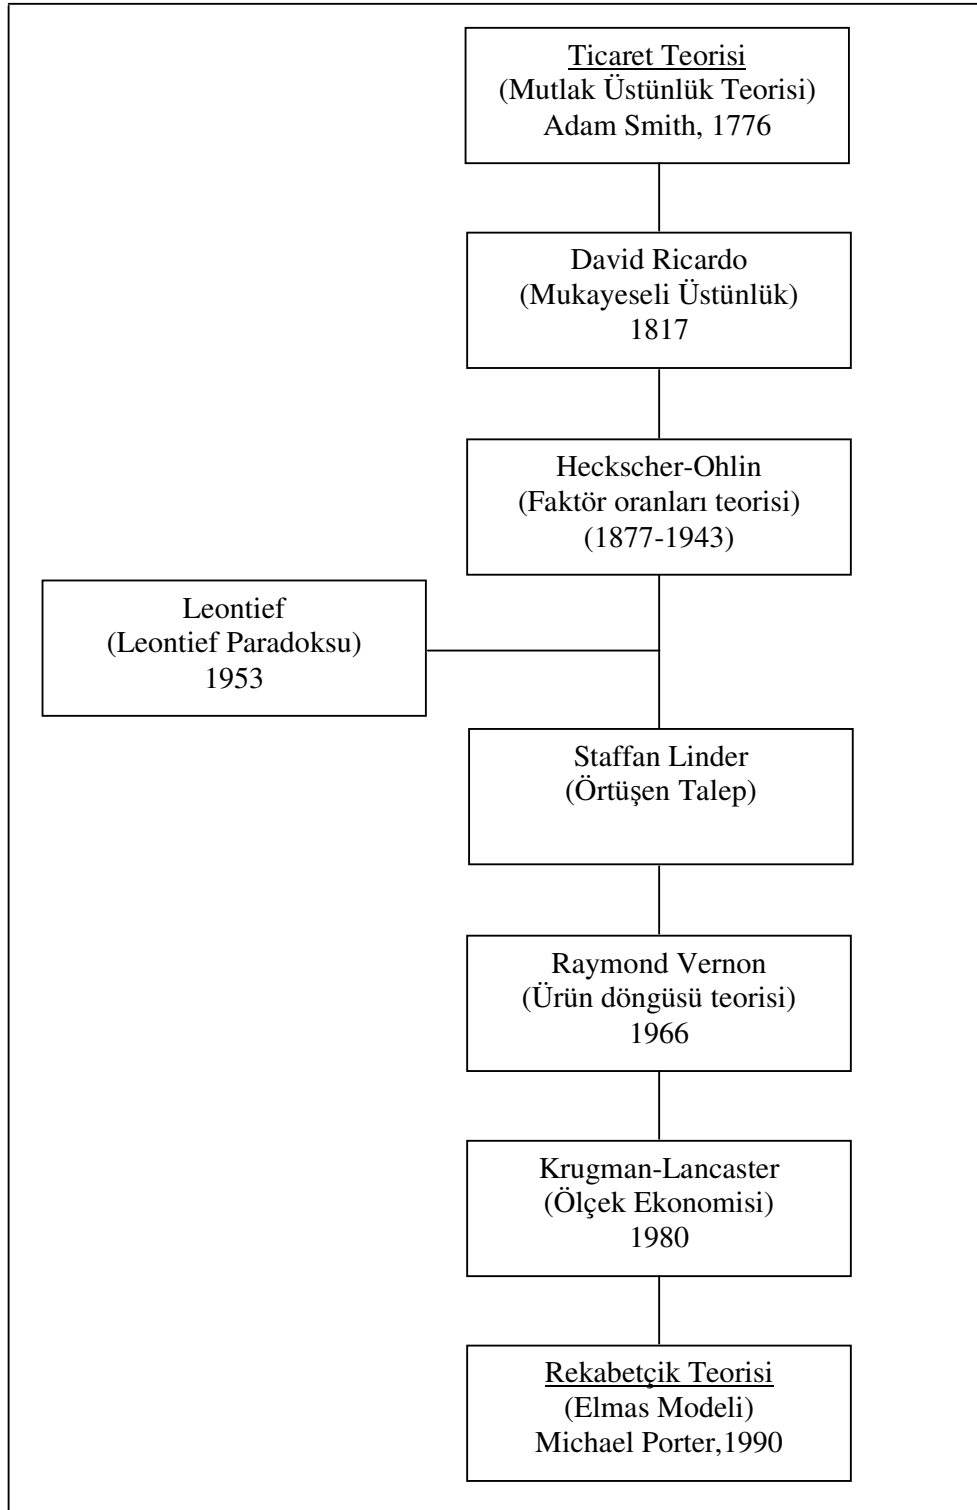 Ticaret Teorisi
(Mutlak Üstünlük Teorisi)
Adam Smith, 1776
David Ricardo
(Mukayeseli Üstünlük)
1817
Heckscher-Ohlin
(Faktör oranları teorisi)
(1877-1943)
Leontief
(Leontief Paradoksu)
1953
Staffan Linder
(Örtüşen Talep)
Raymond Vernon
(Ürün döngüsü teorisi)
1966
Krugman-Lancaster
(Ölçek Ekonomisi)
1980
Rekabetçik Teorisi
(Elmas Modeli)
Michael Porter,1990